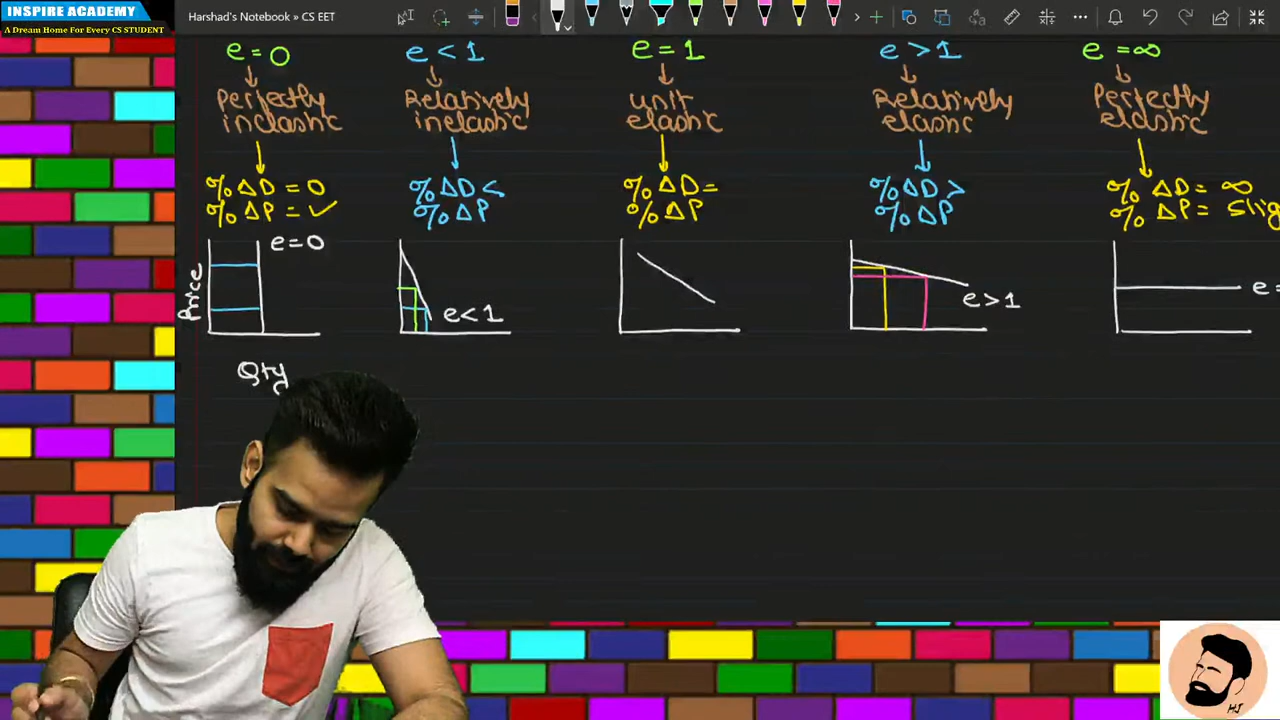 INSPIRE ACADEMY
A Dream Home For Every CS STUDENT
Harshad's Notebook » CS EET
e = 0 e < 1 e = 1 e > 1 e = ∞
Perfectly inelastic Relatively inelastic unit elastic Relatively elastic Perfectly elastic
%ΔD = 0 %ΔD < %ΔD = %ΔD > %ΔD = ∞
%ΔP = ✓ %ΔP %ΔP %ΔP %ΔP =
e = 0
Price
e < 1
e > 1
e =
Qty
HJ